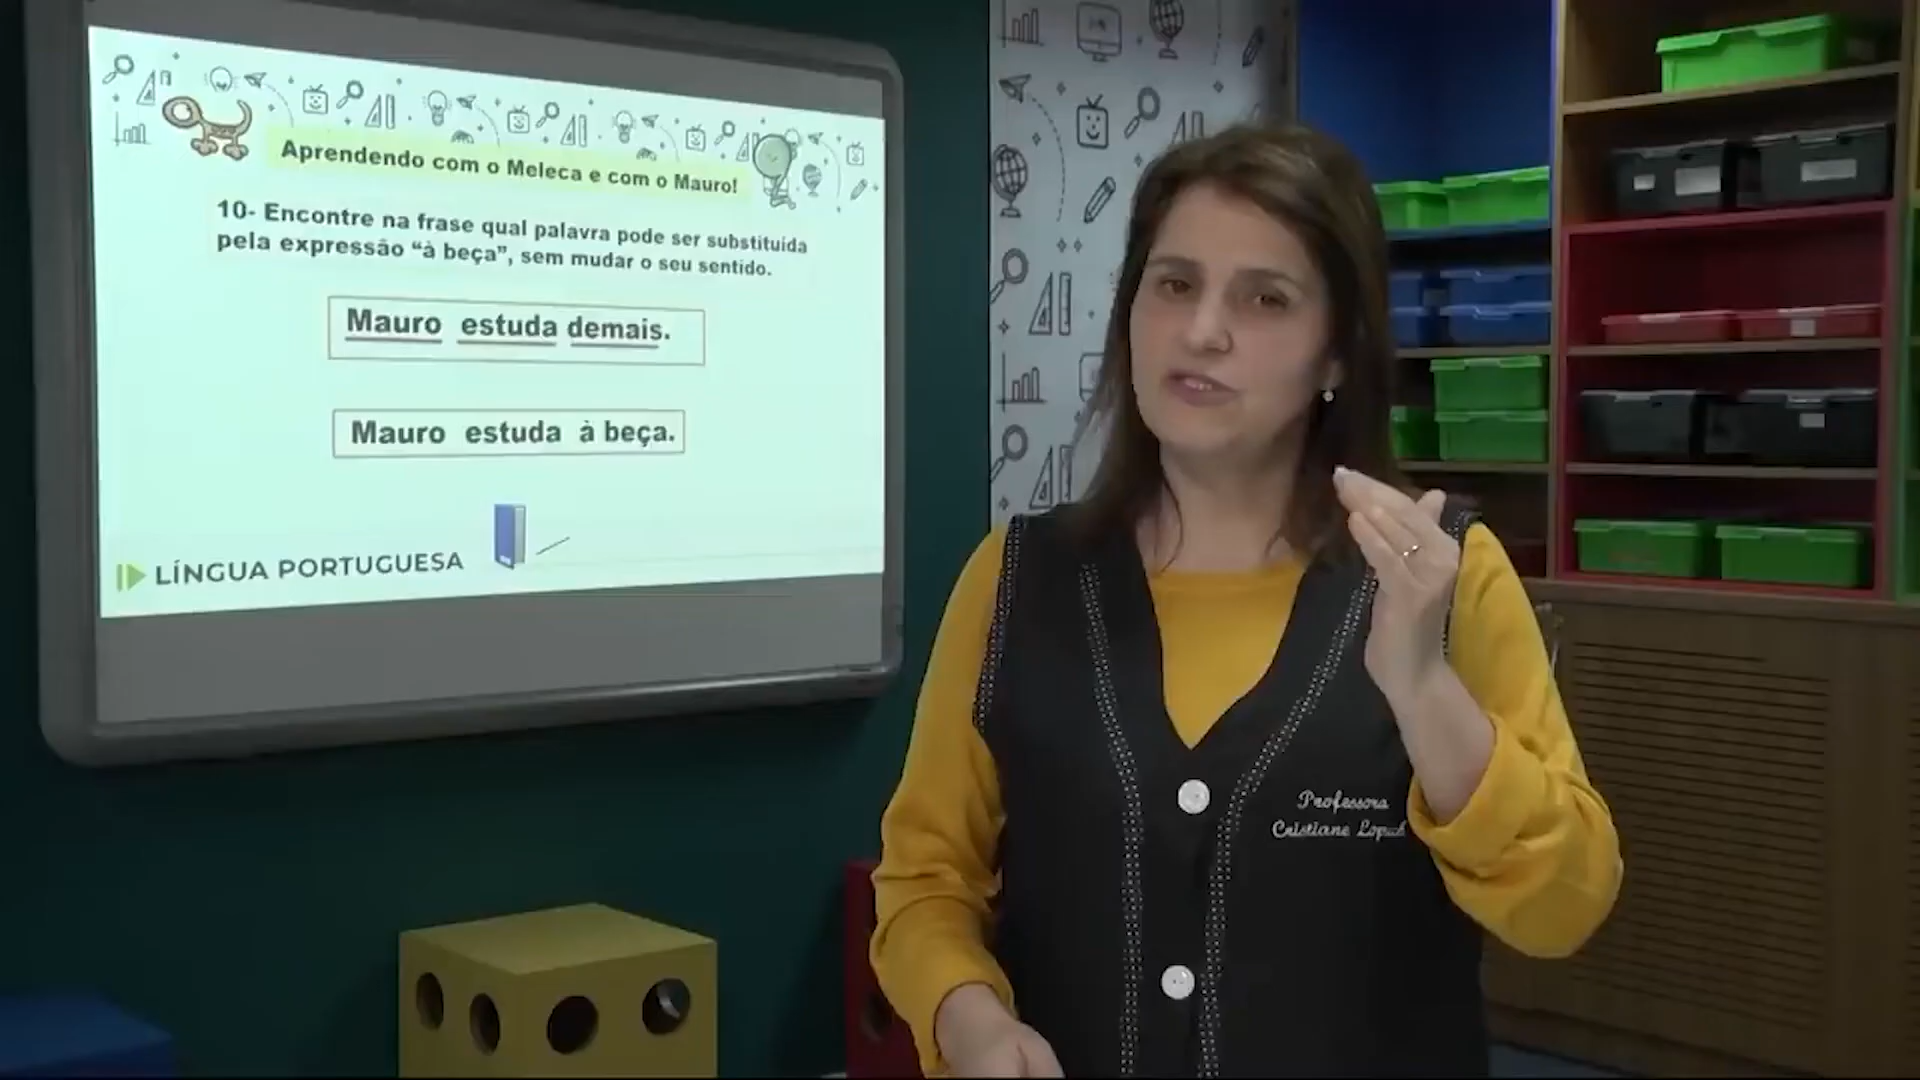 Aprendendo com o Meleca e com o Mauro!
10- Encontre na frase qual palavra pode ser substituída
pela expressão “à beça”, sem mudar o seu sentido.
Mauro estuda demais.
Mauro estuda à beça.
LÍNGUA PORTUGUESA
Professora
Cristiane